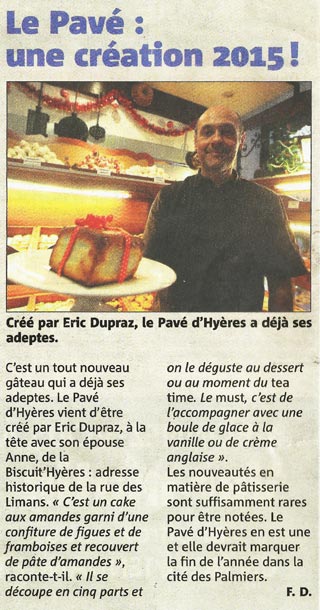 Le Pavé :
une création 2015 !
Créé par Eric Dupraz, le Pavé d'Hyères a déjà ses
adeptes.
C'est un tout nouveau
gâteau qui a déjà ses
adeptes. Le Pavé
d'Hyères vient d'être
créé par Eric Dupraz, à la
tête avec son épouse
Anne, de la
Biscuit'Hyères : adresse
historique de la rue des
Limans. « C'est un cake
aux amandes garni d'une
confiture de figues et de
framboises et recouvert
de pâte d'amandes »,
raconte-t-il. « Il se
découpe en cinq parts et
on le déguste au dessert
ou au moment du tea
time. Le must, c'est de
l'accompagner avec une
boule de glace à la
vanille ou de crème
anglaise ».
Les nouveautés en
matière de pâtisserie
sont suffisamment rares
pour être notées. Le
Pavé d'Hyères en est une
et elle devrait marquer
la fin de l'année dans la
cité des Palmiers.
F. D.